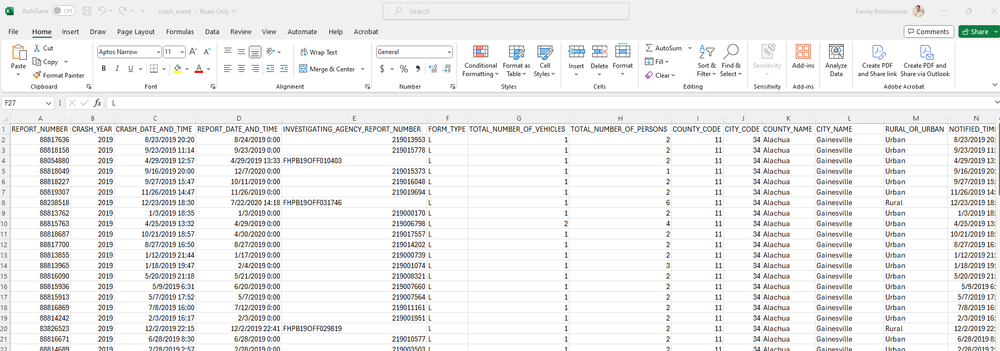 AutoSave Off crash_event - Read-Only Search Fanny Kristiansson
File Home Insert Draw Page Layout Formulas Data Review View Automate Help Acrobat Comments Share
Paste Cut Copy Format Painter Clipboard
Aptos Narrow 11 B I U A Font
Wrap Text Merge & Center Alignment
General $ % Number
Conditional Formatting Format as Table Cell Styles Styles
Insert Delete Format Cells
AutoSum Fill Clear Sort & Filter Find & Select Editing
Sensitivity Sensitivity
Add-ins Add-ins
Analyze Data
Create PDF and Share link Create PDF and Share via Outlook Adobe Acrobat
F27 fx L
A B C D E F G H I J K L M N
1 REPORT_NUMBER CRASH_YEAR CRASH_DATE_AND_TIME REPORT_DATE_AND_TIME INVESTIGATING_AGENCY_REPORT_NUMBER FORM_TYPE TOTAL_NUMBER_OF_VEHICLES TOTAL_NUMBER_OF_PERSONS COUNTY_CODE CITY_CODE COUNTY_NAME CITY_NAME RURAL_OR_URBAN NOTIFIED_TIM
2 88817636 2019 8/23/2019 20:20 8/24/2019 0:00 219013953 L 1 2 11 34 Alachua Gainesville Urban 8/23/2019 20:
3 88818158 2019 9/23/2019 11:14 9/23/2019 0:00 219015778 L 1 2 11 34 Alachua Gainesville Urban 9/23/2019 11:
4 88054880 2019 4/29/2019 12:57 4/29/2019 13:33 FHPB19OFF010403 L 1 2 11 34 Alachua Gainesville Urban 4/29/2019 13:
5 88818049 2019 9/16/2019 20:00 12/7/2020 0:00 219015373 L 1 1 11 34 Alachua Gainesville Urban 9/16/2019 20:
6 88818227 2019 9/27/2019 15:47 10/11/2019 0:00 219016048 L 1 2 11 34 Alachua Gainesville Urban 9/27/2019 15:
7 88819307 2019 11/26/2019 14:47 11/26/2019 0:00 219019694 L 1 2 11 34 Alachua Gainesville Urban 11/26/2019 14:
8 88238518 2019 12/23/2019 18:30 7/22/2020 14:18 FHPB19OFF031746 L 1 6 11 34 Alachua Gainesville Rural 12/23/2019 18:
9 88813762 2019 1/3/2019 18:35 1/3/2019 0:00 219000170 L 1 2 11 34 Alachua Gainesville Urban 1/3/2019 18:
10 88815763 2019 4/25/2019 13:32 4/29/2019 0:00 219006798 L 2 4 11 34 Alachua Gainesville Urban 4/25/2019 13:
11 88818687 2019 10/21/2019 18:57 4/30/2020 0:00 219017557 L 1 2 11 34 Alachua Gainesville Urban 10/21/2019 18:
12 88817700 2019 8/27/2019 16:50 8/27/2019 0:00 219014202 L 1 2 11 34 Alachua Gainesville Urban 8/27/2019 16:
13 88813855 2019 1/12/2019 21:44 1/17/2019 0:00 219000739 L 1 2 11 34 Alachua Gainesville Urban 1/12/2019 21:
14 88813965 2019 1/18/2019 19:47 2/4/2019 0:00 219001074 L 1 3 11 34 Alachua Gainesville Urban 1/18/2019 19:
15 88816090 2019 5/20/2019 21:18 5/21/2019 0:00 219008321 L 1 2 11 34 Alachua Gainesville Urban 5/20/2019 21:
16 88815936 2019 5/9/2019 6:31 6/20/2019 0:00 219007660 L 1 2 11 34 Alachua Gainesville Urban 5/9/2019 6:
17 88815913 2019 5/7/2019 17:52 5/7/2019 0:00 219007564 L 1 2 11 34 Alachua Gainesville Urban 5/7/2019 17:
18 88816869 2019 7/8/2019 16:00 7/12/2019 0:00 219011161 L 1 2 11 34 Alachua Gainesville Urban 7/8/2019 16:
19 88814242 2019 2/3/2019 16:17 2/3/2019 0:00 219001951 L 1 2 11 34 Alachua Gainesville Urban 2/3/2019 16:
20 83826523 2019 12/2/2019 22:15 12/2/2019 22:41 FHPB19OFF029819 L 1 2 11 34 Alachua Gainesville Rural 12/2/2019 22:
21 88816671 2019 6/28/2019 8:30 6/28/2019 0:00 219010577 L 1 2 11 34 Alachua Gainesville Urban 6/28/2019 8:
22 88814689 2019 2/28/2019 2:57 2/28/2019 0:00 219003503 L 1 2 11 34 Alachua Gainesville Urban 2/28/2019 2: